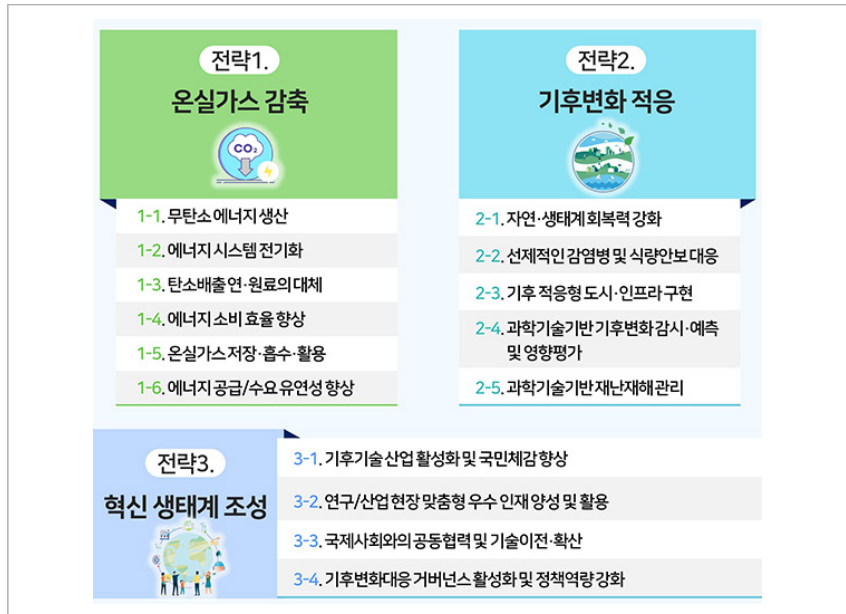 전략1.
온실가스 감축
CO₂
1-1. 무탄소 에너지 생산
1-2. 에너지 시스템 전기화
1-3. 탄소배출 연·원료의 대체
1-4. 에너지 소비 효율 향상
1-5. 온실가스 저장·흡수·활용
1-6. 에너지 공급/수요 유연성 향상
전략2.
기후변화 적응
2-1. 자연·생태계 회복력 강화
2-2. 선제적인 감염병 및 식량안보 대응
2-3. 기후 적응형 도시·인프라 구현
2-4. 과학기술기반 기후변화 감시·예측
및 영향평가
2-5. 과학기술기반 재난재해 관리
전략3.
혁신 생태계 조성
3-1. 기후기술 산업 활성화 및 국민체감 향상
3-2. 연구/산업 현장 맞춤형 우수 인재 양성 및 활용
3-3. 국제사회와의 공동협력 및 기술이전·확산
3-4. 기후변화대응 거버넌스 활성화 및 정책역량 강화